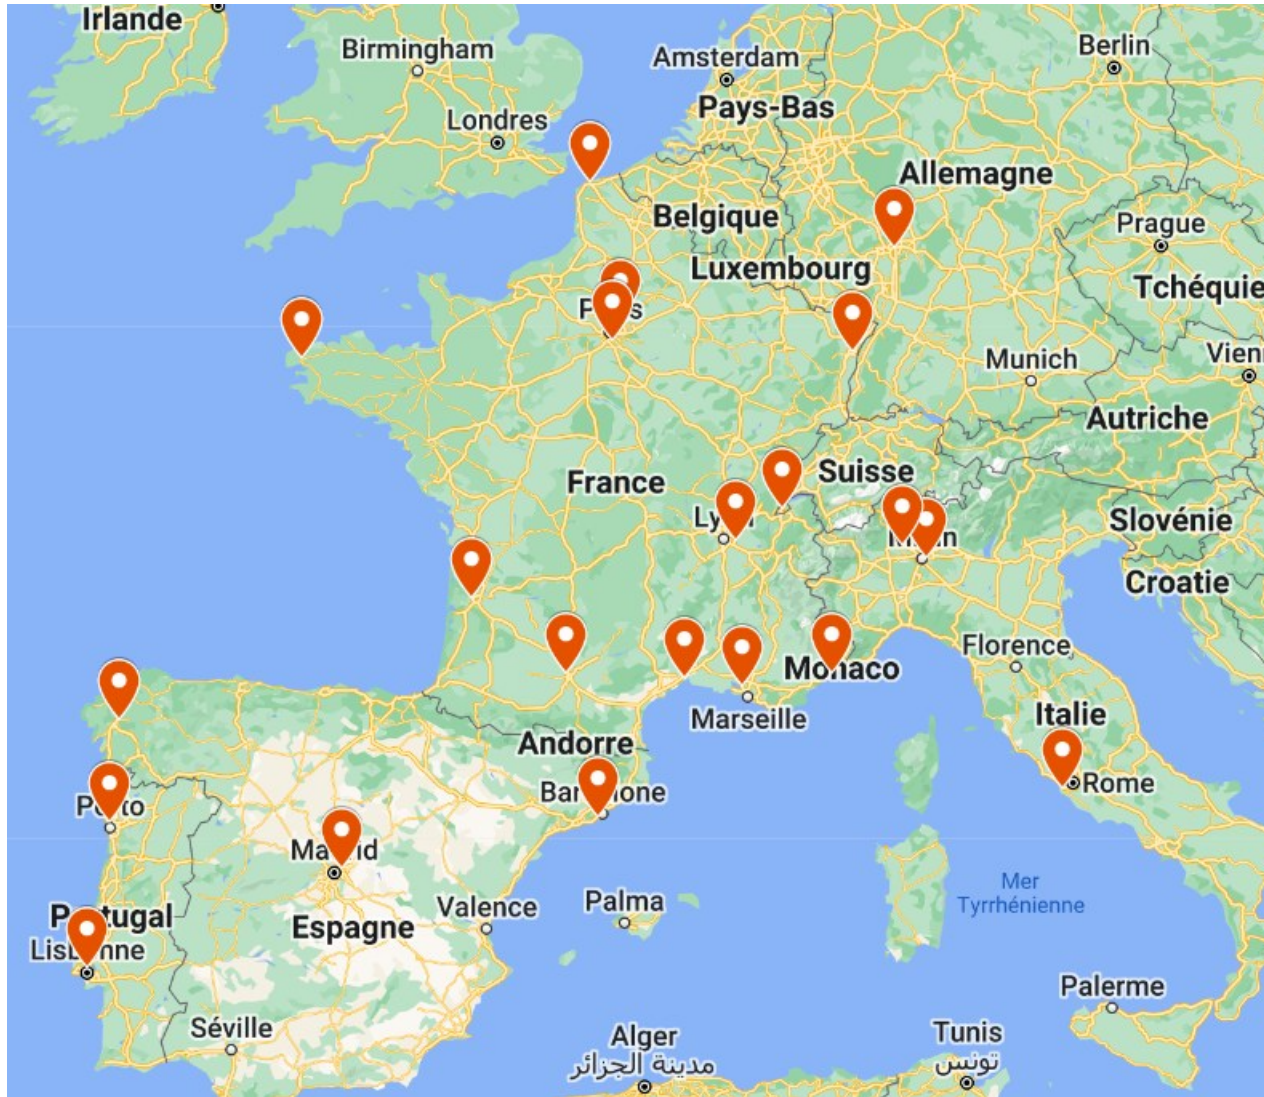 Irlande
Birmingham
Londres
Amsterdam
Pays-Bas
Berlin
Allemagne
Belgique
Luxembourg
Prague
Tchéquie
Munich
Autriche
France
Suisse
Slovénie
Croatie
Monaco
Florence
Marseille
Italie
Andorre
Rome
Espagne
Valence
Palma
Mer
Tyrrhénienne
Séville
Palerme
Alger
مدينة الجزائر
Tunis
تونس